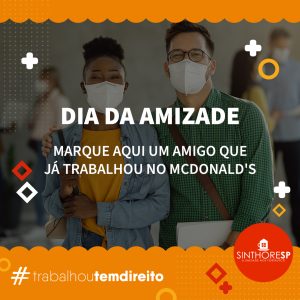 DIA DA AMIZADE
MARQUE AQUI UM AMIGO QUE
JÁ TRABALHOU NO MCDONALD'S
#trabalhoutemdireito
SINTHORESP